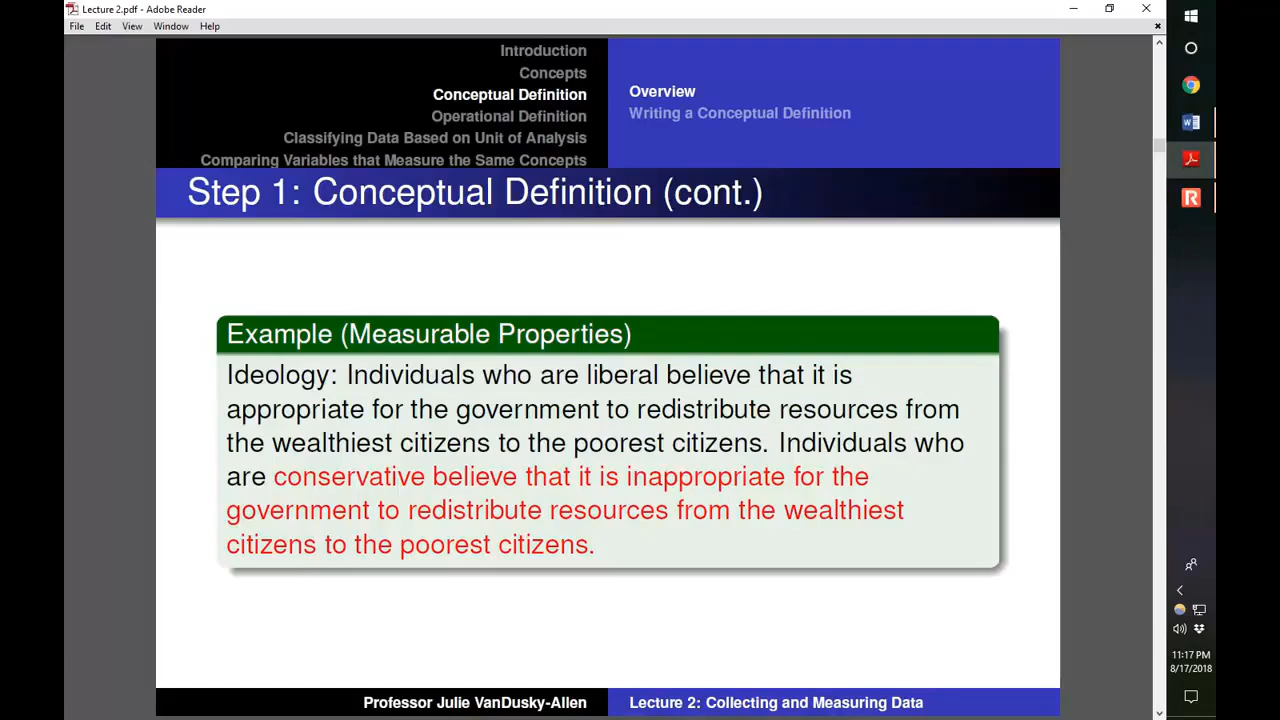 Lecture 2.pdf - Adobe Reader
File Edit View Window Help
Introduction
Concepts
Conceptual Definition
Operational Definition
Classifying Data Based on Unit of Analysis
Comparing Variables that Measure the Same Concepts
Overview
Writing a Conceptual Definition
Step 1: Conceptual Definition (cont.)
Example (Measurable Properties)
Ideology: Individuals who are liberal believe that it is
appropriate for the government to redistribute resources from
the wealthiest citizens to the poorest citizens. Individuals who
are conservative believe that it is inappropriate for the
government to redistribute resources from the wealthiest
citizens to the poorest citizens.
Professor Julie VanDusky-Allen
Lecture 2: Collecting and Measuring Data
11:17 PM
8/17/2018